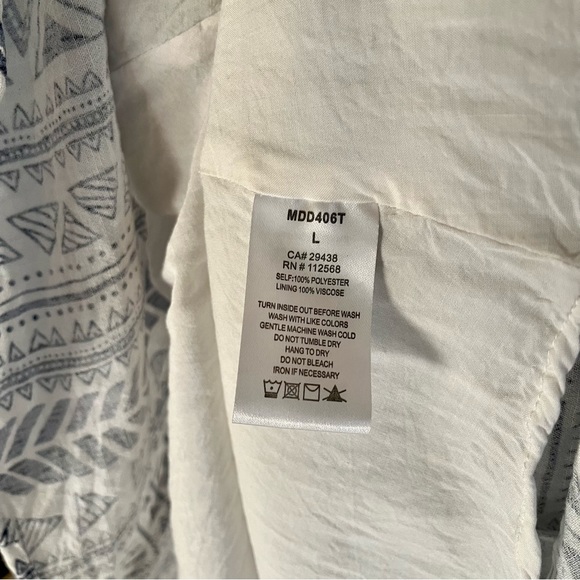 MDD406T
L
CA# 29438
RN # 112568
SELF:100% POLYESTER
LINING 100% VISCOSE
TURN INSIDE OUT BEFORE WASH
WASH WITH LIKE COLORS
GENTLE MACHINE WASH COLD
DO NOT TUMBLE DRY
HANG TO DRY
DO NOT BLEACH
IRON IF NECESSARY